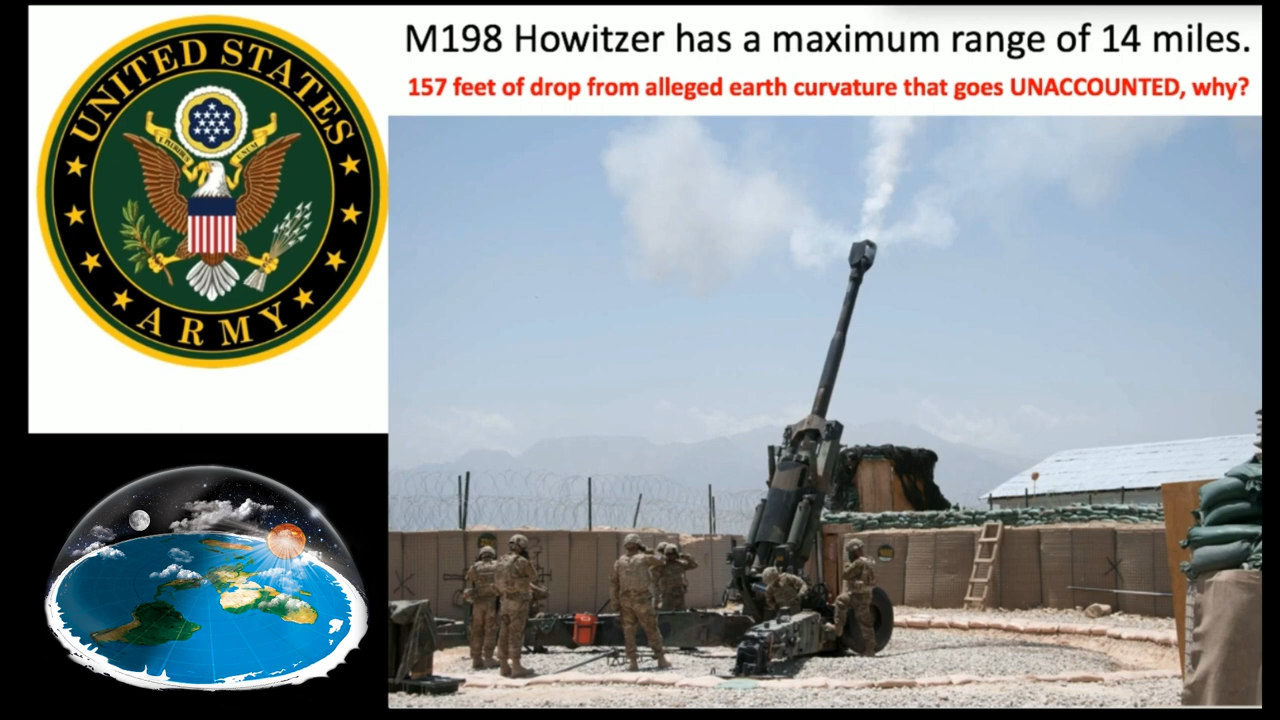 UNITED STATES
ARMY
M198 Howitzer has a maximum range of 14 miles.
157 feet of drop from alleged earth curvature that goes UNACCOUNTED, why?